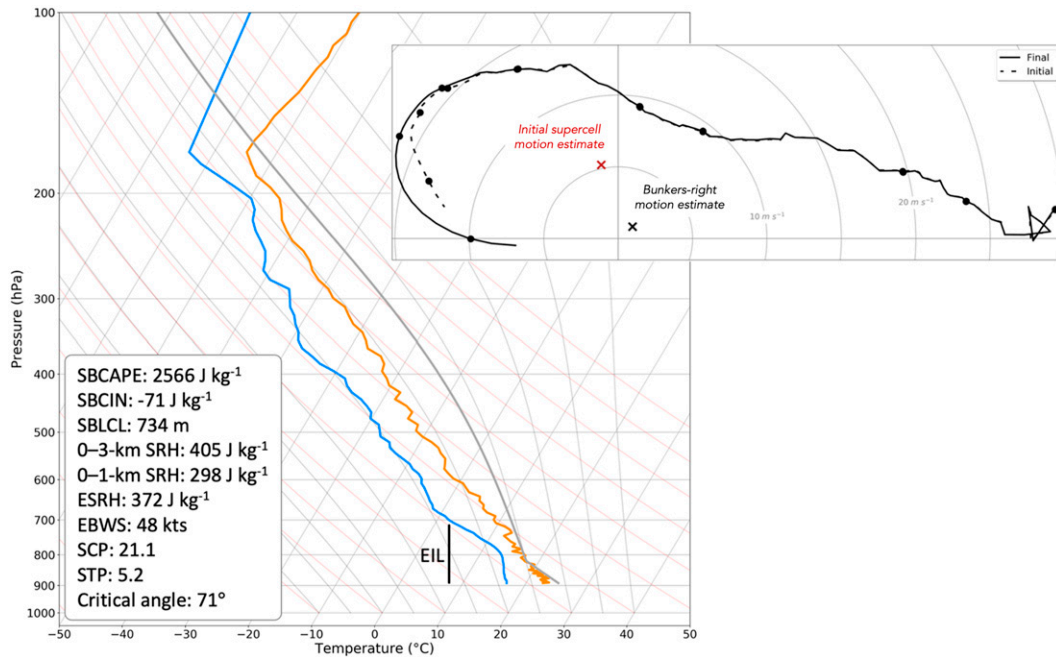 100
200
300
400
500
600
700
800
900
1000
Pressure (hPa)
−50
−40
−30
−20
−10
0
10
20
30
40
50
Temperature (°C)
SBCAPE: 2566 J kg⁻¹
SBCIN: -71 J kg⁻¹
SBLCL: 734 m
0–3-km SRH: 405 J kg⁻¹
0–1-km SRH: 298 J kg⁻¹
ESRH: 372 J kg⁻¹
EBWS: 48 kts
SCP: 21.1
STP: 5.2
Critical angle: 71°
EIL
Final
Initial
Initial supercell
motion estimate
Bunkers-right
motion estimate
10 m s⁻¹
20 m s⁻¹